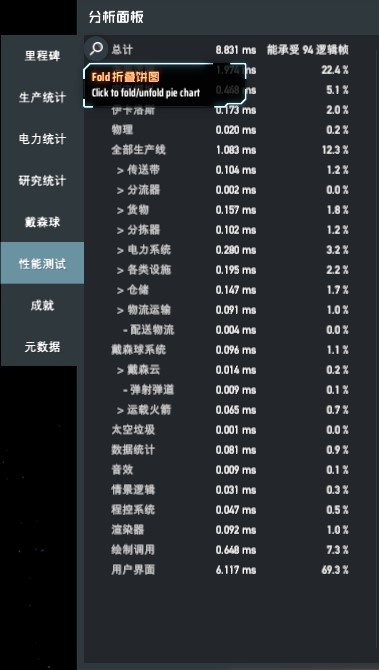 分析面板
里程碑
生产统计
电力统计
研究统计
戴森球
性能测试
成就
元数据
总计 8.831 ms 能承受 94 逻辑帧
1.974 ms 22.4 %
Fold 折叠饼图
Click to fold/unfold pie chart
0.468 ms 5.1 %
伊卡洛斯 0.173 ms 2.0 %
物理 0.020 ms 0.2 %
全部生产线 1.083 ms 12.3 %
> 传送带 0.104 ms 1.2 %
> 分流器 0.002 ms 0.0 %
> 货物 0.157 ms 1.8 %
> 分拣器 0.102 ms 1.2 %
> 电力系统 0.280 ms 3.2 %
> 各类设施 0.195 ms 2.2 %
> 仓储 0.147 ms 1.7 %
> 物流运输 0.091 ms 1.0 %
- 配送物流 0.004 ms 0.0 %
戴森球系统 0.096 ms 1.1 %
> 戴森云 0.014 ms 0.2 %
- 弹射弹道 0.009 ms 0.1 %
> 运载火箭 0.065 ms 0.7 %
太空垃圾 0.001 ms 0.0 %
数据统计 0.081 ms 0.9 %
音效 0.009 ms 0.1 %
情景逻辑 0.031 ms 0.3 %
程控系统 0.047 ms 0.5 %
渲染器 0.092 ms 1.0 %
绘制调用 0.648 ms 7.3 %
用户界面 6.117 ms 69.3 %